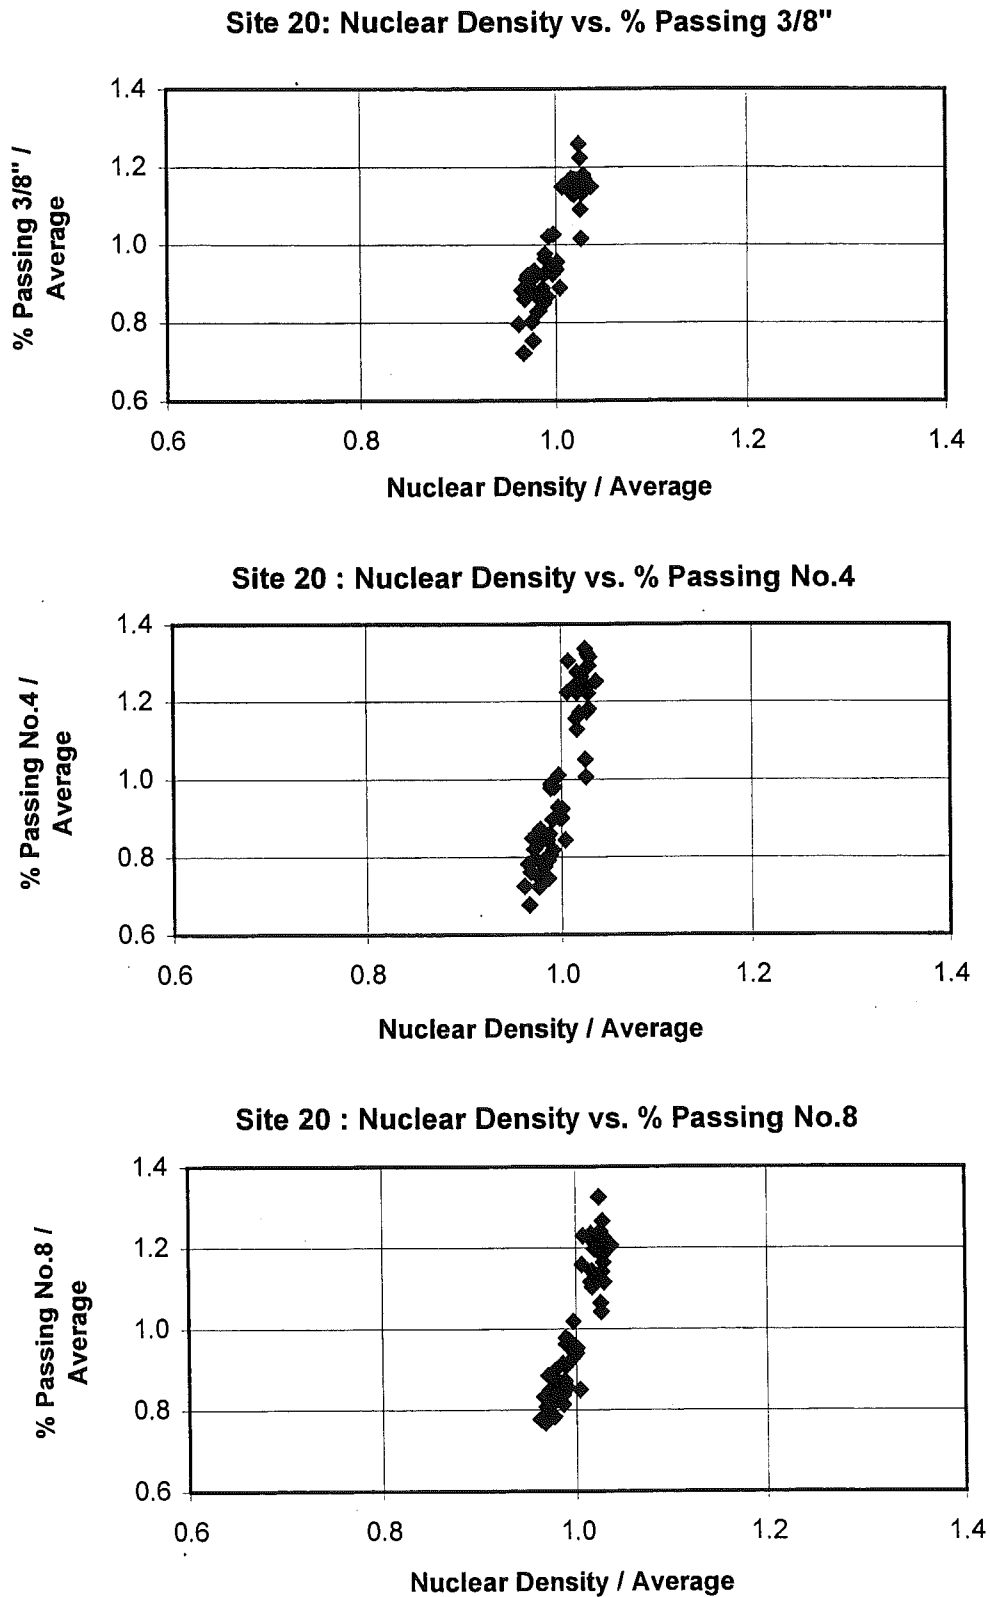 Site 20: Nuclear Density vs. % Passing 3/8"
1.4
1.2
1.0
0.8
0.6
% Passing 3/8" /
Average
0.6 0.8 1.0 1.2 1.4
Nuclear Density / Average
Site 20 : Nuclear Density vs. % Passing No.4
1.4
1.2
1.0
0.8
0.6
% Passing No.4 /
Average
0.6 0.8 1.0 1.2 1.4
Nuclear Density / Average
Site 20 : Nuclear Density vs. % Passing No.8
1.4
1.2
1.0
0.8
0.6
% Passing No.8 /
Average
0.6 0.8 1.0 1.2 1.4
Nuclear Density / Average